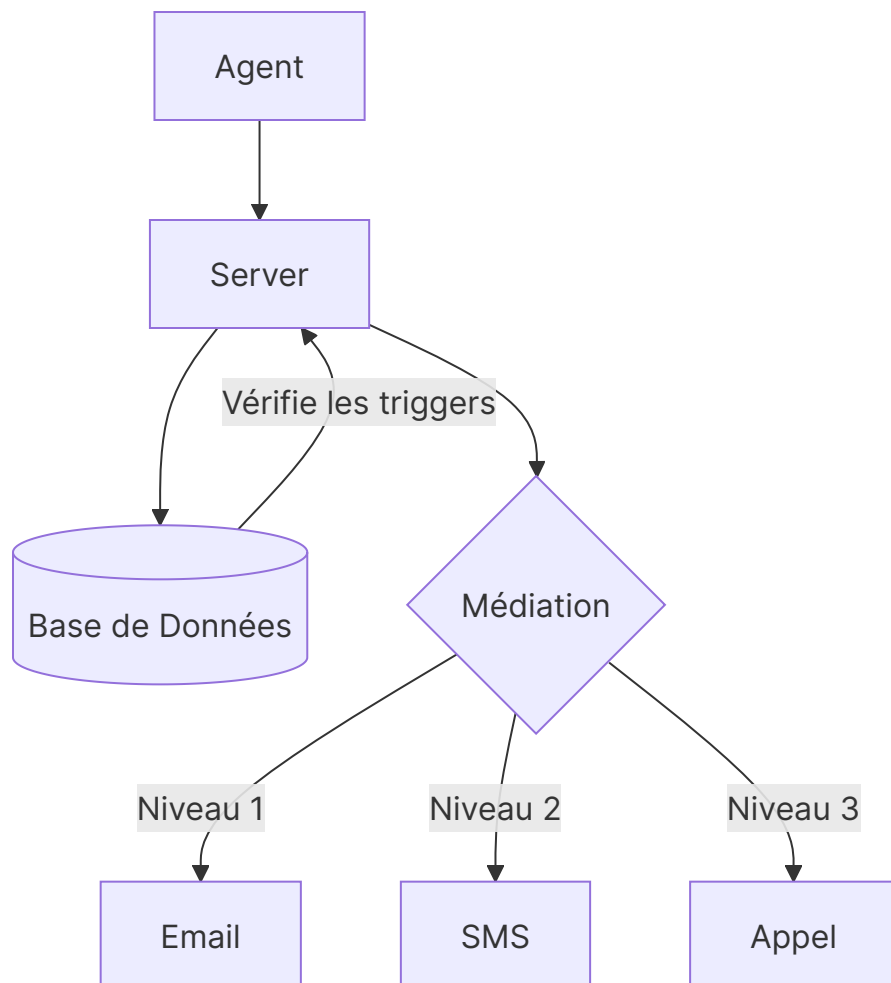 Agent
Server
Vérifie les triggers
Base de Données
Médiation
Niveau 1
Niveau 2
Niveau 3
Email
SMS
Appel